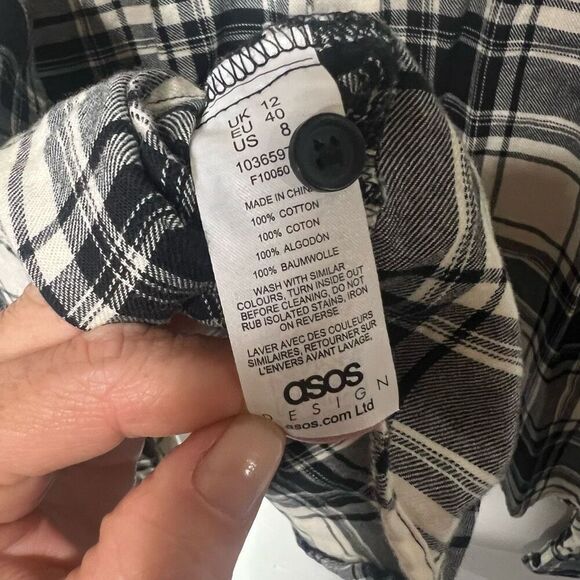 UK 12
EU 40
US 8
103659
F10050
MADE IN CHINA
100% COTTON
100% COTON
100% ALGODÓN
100% BAUMWOLLE
WASH WITH SIMILAR
COLOURS, TURN INSIDE OUT
BEFORE CLEANING, DO NOT
RUB ISOLATED STAINS, IRON
ON REVERSE
LAVER AVEC DES COULEURS
SIMILAIRES, RETOURNER SUR
L'ENVERS AVANT LAVAGE,
asos
DESIGN
asos.com Ltd